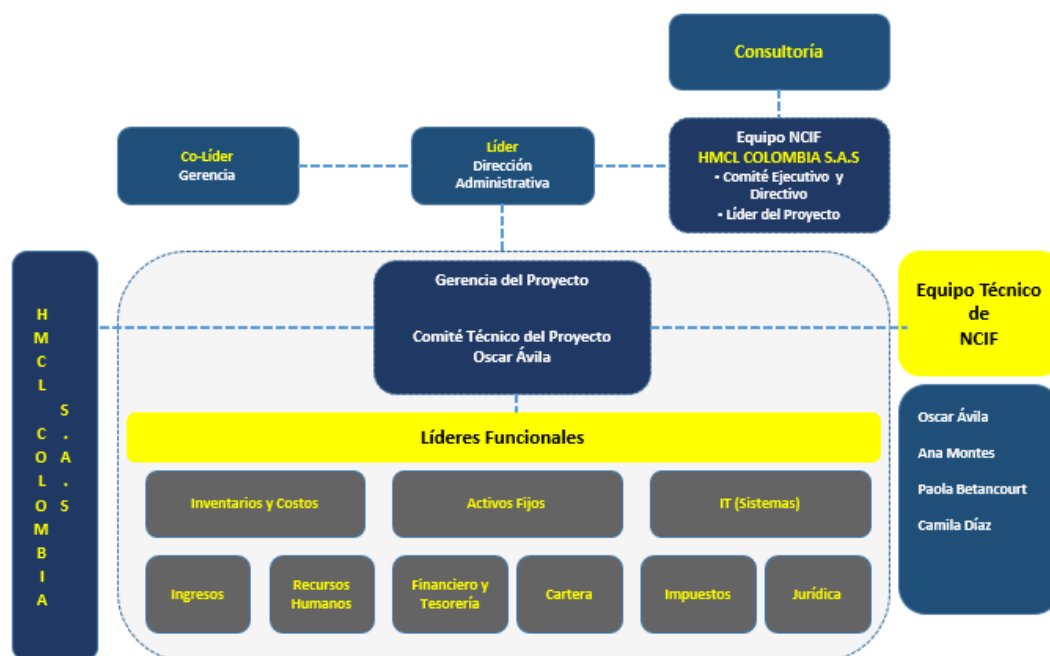 Consultoría
Co-Líder
Gerencia
Líder
Dirección
Administrativa
Equipo NCIF
HMCL COLOMBIA S.A.S
• Comité Ejecutivo y
Directivo
• Líder del Proyecto
HMCL COLOMBIA
S.A.S
Gerencia del Proyecto
Comité Técnico del Proyecto
Oscar Ávila
Equipo Técnico
de
NCIF
Oscar Ávila
Ana Montes
Paola Betancourt
Camila Díaz
Líderes Funcionales
Inventarios y Costos
Activos Fijos
IT (Sistemas)
Ingresos
Recursos
Humanos
Financiero y
Tesorería
Cartera
Impuestos
Jurídica